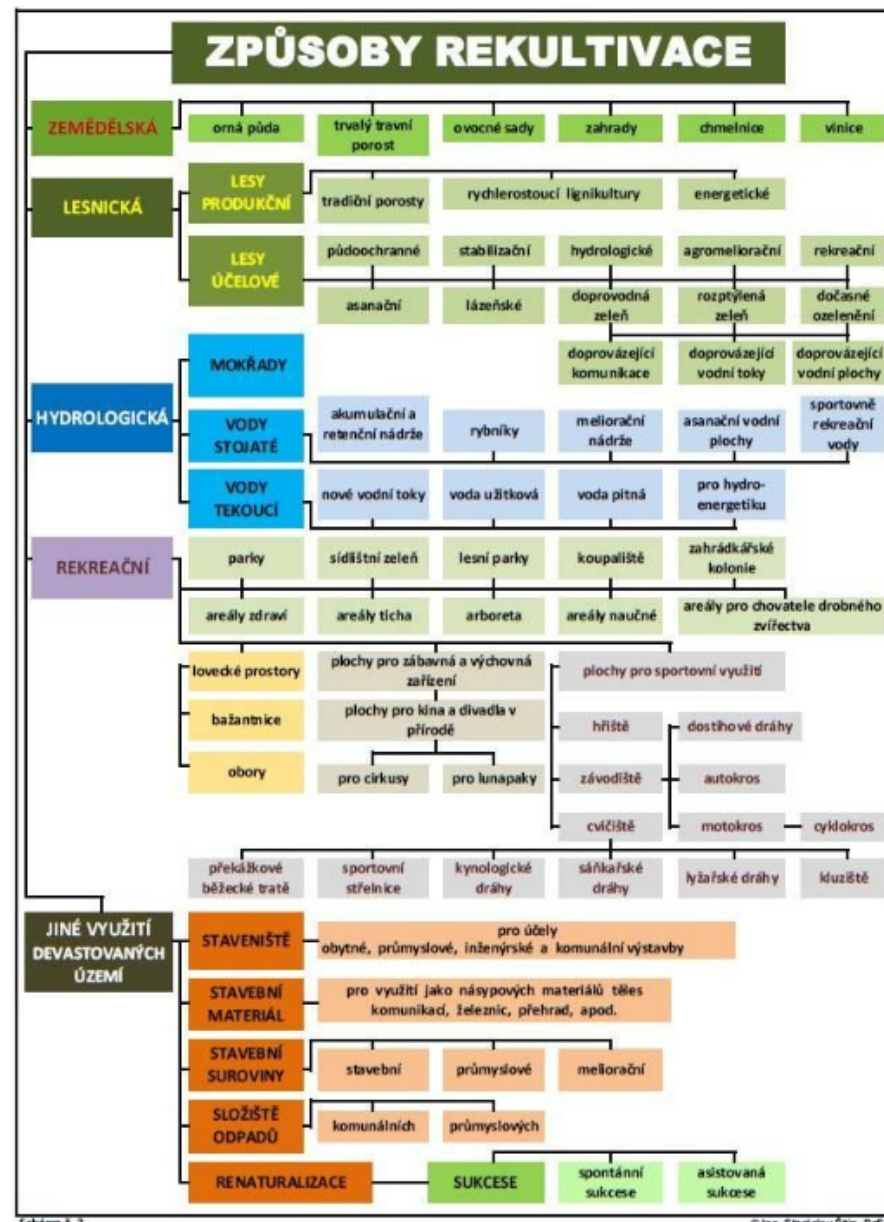 ZPŮSOBY REKULTIVACE
ZEMĚDĚLSKÁ
orná půda
trvalý travní
porost
ovocné sady
zahrady
chmelnice
vinice
LESNICKÁ
LESY
PRODUKČNÍ
tradiční porosty
rychlerostoucí lignikultury
energetické
LESY
ÚČELOVÉ
půdoochranné
stabilizační
hydrologické
agromeliorační
rekreační
asanační
lázeňské
doprovodná
zeleň
rozptýlená
zeleň
dočasné
ozelenění
doprovázející
komunikace
doprovázející
vodní toky
doprovázející
vodní plochy
HYDROLOGICKÁ
MOKŘADY
VODY
STOJATÉ
akumulační a
retenční nádrže
rybníky
meliorační
nádrže
asanační vodní
plochy
sportovně
rekreační
vody
VODY
TEKOUCÍ
nové vodní toky
voda užitková
voda pitná
pro hydro-
energetiku
REKREAČNÍ
parky
sídlištní zeleň
lesní parky
koupaliště
zahrádkářské
kolonie
areály zdraví
areály ticha
arboreta
areály naučné
areály pro chovatele drobného
zvířectva
lovecké prostory
plochy pro zábavná a výchovná
zařízení
plochy pro sportovní využití
bažantnice
plochy pro kina a divadla v
přírodě
hřiště
dostihové dráhy
obory
pro cirkusy
pro lunapaky
závodiště
autokros
cvičiště
motokros
cyklokros
překážkové
běžecké tratě
sportovní
střelnice
kynologické
dráhy
sáňkařské
dráhy
lyžařské dráhy
kluziště
JINÉ VYUŽITÍ
DEVASTOVANÝCH
ÚZEMÍ
STAVENIŠTĚ
pro účely
obytné, průmyslové, inženýrské a komunální výstavby
STAVEBNÍ
MATERIÁL
pro využití jako násypových materiálů těles
komunikací, železnic, přehrad, apod.
STAVEBNÍ
SUROVINY
stavební
průmyslové
meliorační
SLOŽIŠTĚ
ODPADŮ
komunálních
průmyslových
RENATURALIZACE
SUKCESE
spontánní
sukcese
asistovaná
sukcese